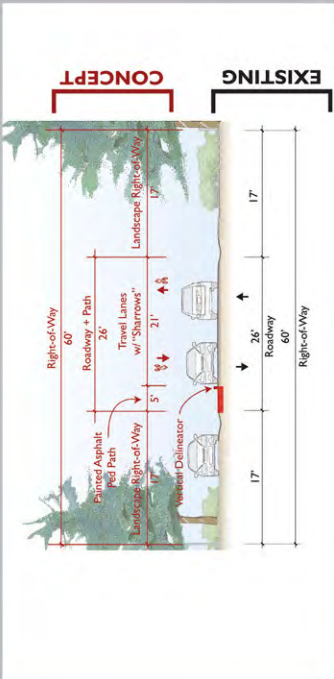 CONCEPT
EXISTING
Right-of-Way
60'
Roadway + Path
26'
Painted Asphalt
Ped Path
Travel Lanes
w/ "Sharrows"
Landscape Right-of-Way
17'
5'
21'
Landscape Right-of-Way
17'
Vertical Delineator
17'
26'
17'
Roadway
60'
Right-of-Way